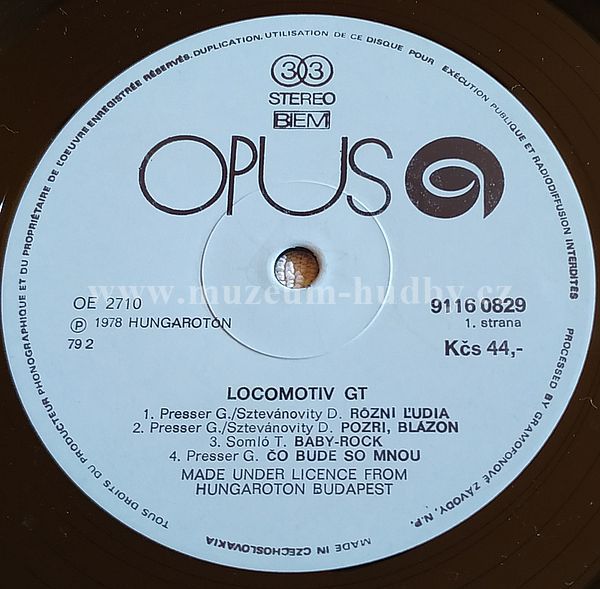 TOUS DROITS DU PRODUCTEUR PHONOGRAPHIQUE ET DU PROPRIÉTAIRE DE L'OEUVRE ENREGISTRÉE RÉSERVÉS. DUPLICATION. UTILISATION DE CE DISQUE POUR EXÉCUTION PUBLIQUE ET RADIODIFFUSION INTERDITES
PROCESSED BY GRAMOFONOVÉ ZÁVODY, N.P.
33
STEREO
BIEM
OPUS
www.muzeum-hudby.cz
OE 2710
℗ 1978 HUNGAROTON
79 2
9116 0829
1. strana
Kčs 44,-
LOCOMOTIV GT
1. Presser G./Sztevánovity D. RÔZNI ĽUDIA
2. Presser G./Sztevánovity D. POZRI, BLÁZON
3. Somló T. BABY-ROCK
4. Presser G. ČO BUDE SO MNOU
MADE UNDER LICENCE FROM
HUNGAROTON BUDAPEST
MADE IN CZECHOSLOVAKIA